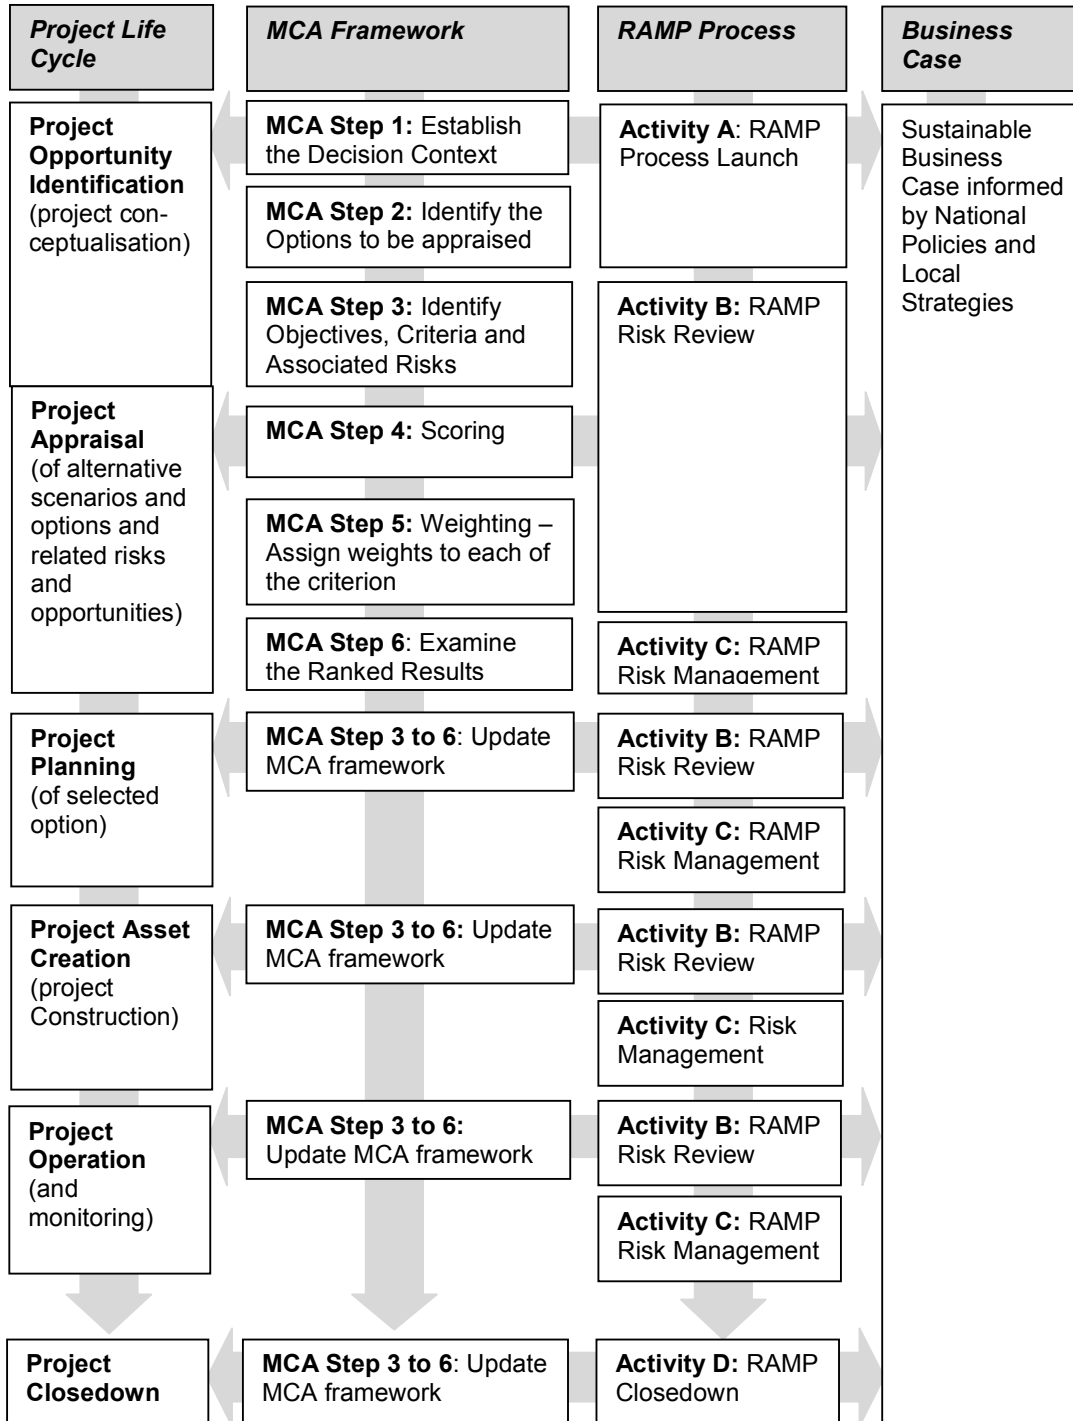 Project Life
Cycle
MCA Framework
RAMP Process
Business
Case
Project
Opportunity
Identification
(project con-
ceptualisation)
MCA Step 1: Establish
the Decision Context
Activity A: RAMP
Process Launch
Sustainable
Business
Case informed
by National
Policies and
Local
Strategies
MCA Step 2: Identify the
Options to be appraised
MCA Step 3: Identify
Objectives, Criteria and
Associated Risks
Activity B: RAMP
Risk Review
Project
Appraisal
(of alternative
scenarios and
options and
related risks
and
opportunities)
MCA Step 4: Scoring
MCA Step 5: Weighting –
Assign weights to each of
the criterion
MCA Step 6: Examine
the Ranked Results
Activity C: RAMP
Risk Management
Project
Planning
(of selected
option)
MCA Step 3 to 6: Update
MCA framework
Activity B: RAMP
Risk Review
Activity C: RAMP
Risk Management
Project Asset
Creation
(project
Construction)
MCA Step 3 to 6: Update
MCA framework
Activity B: RAMP
Risk Review
Activity C: Risk
Management
Project
Operation
(and
monitoring)
MCA Step 3 to 6:
Update MCA framework
Activity B: RAMP
Risk Review
Activity C: RAMP
Risk Management
Project
Closedown
MCA Step 3 to 6: Update
MCA framework
Activity D: RAMP
Closedown